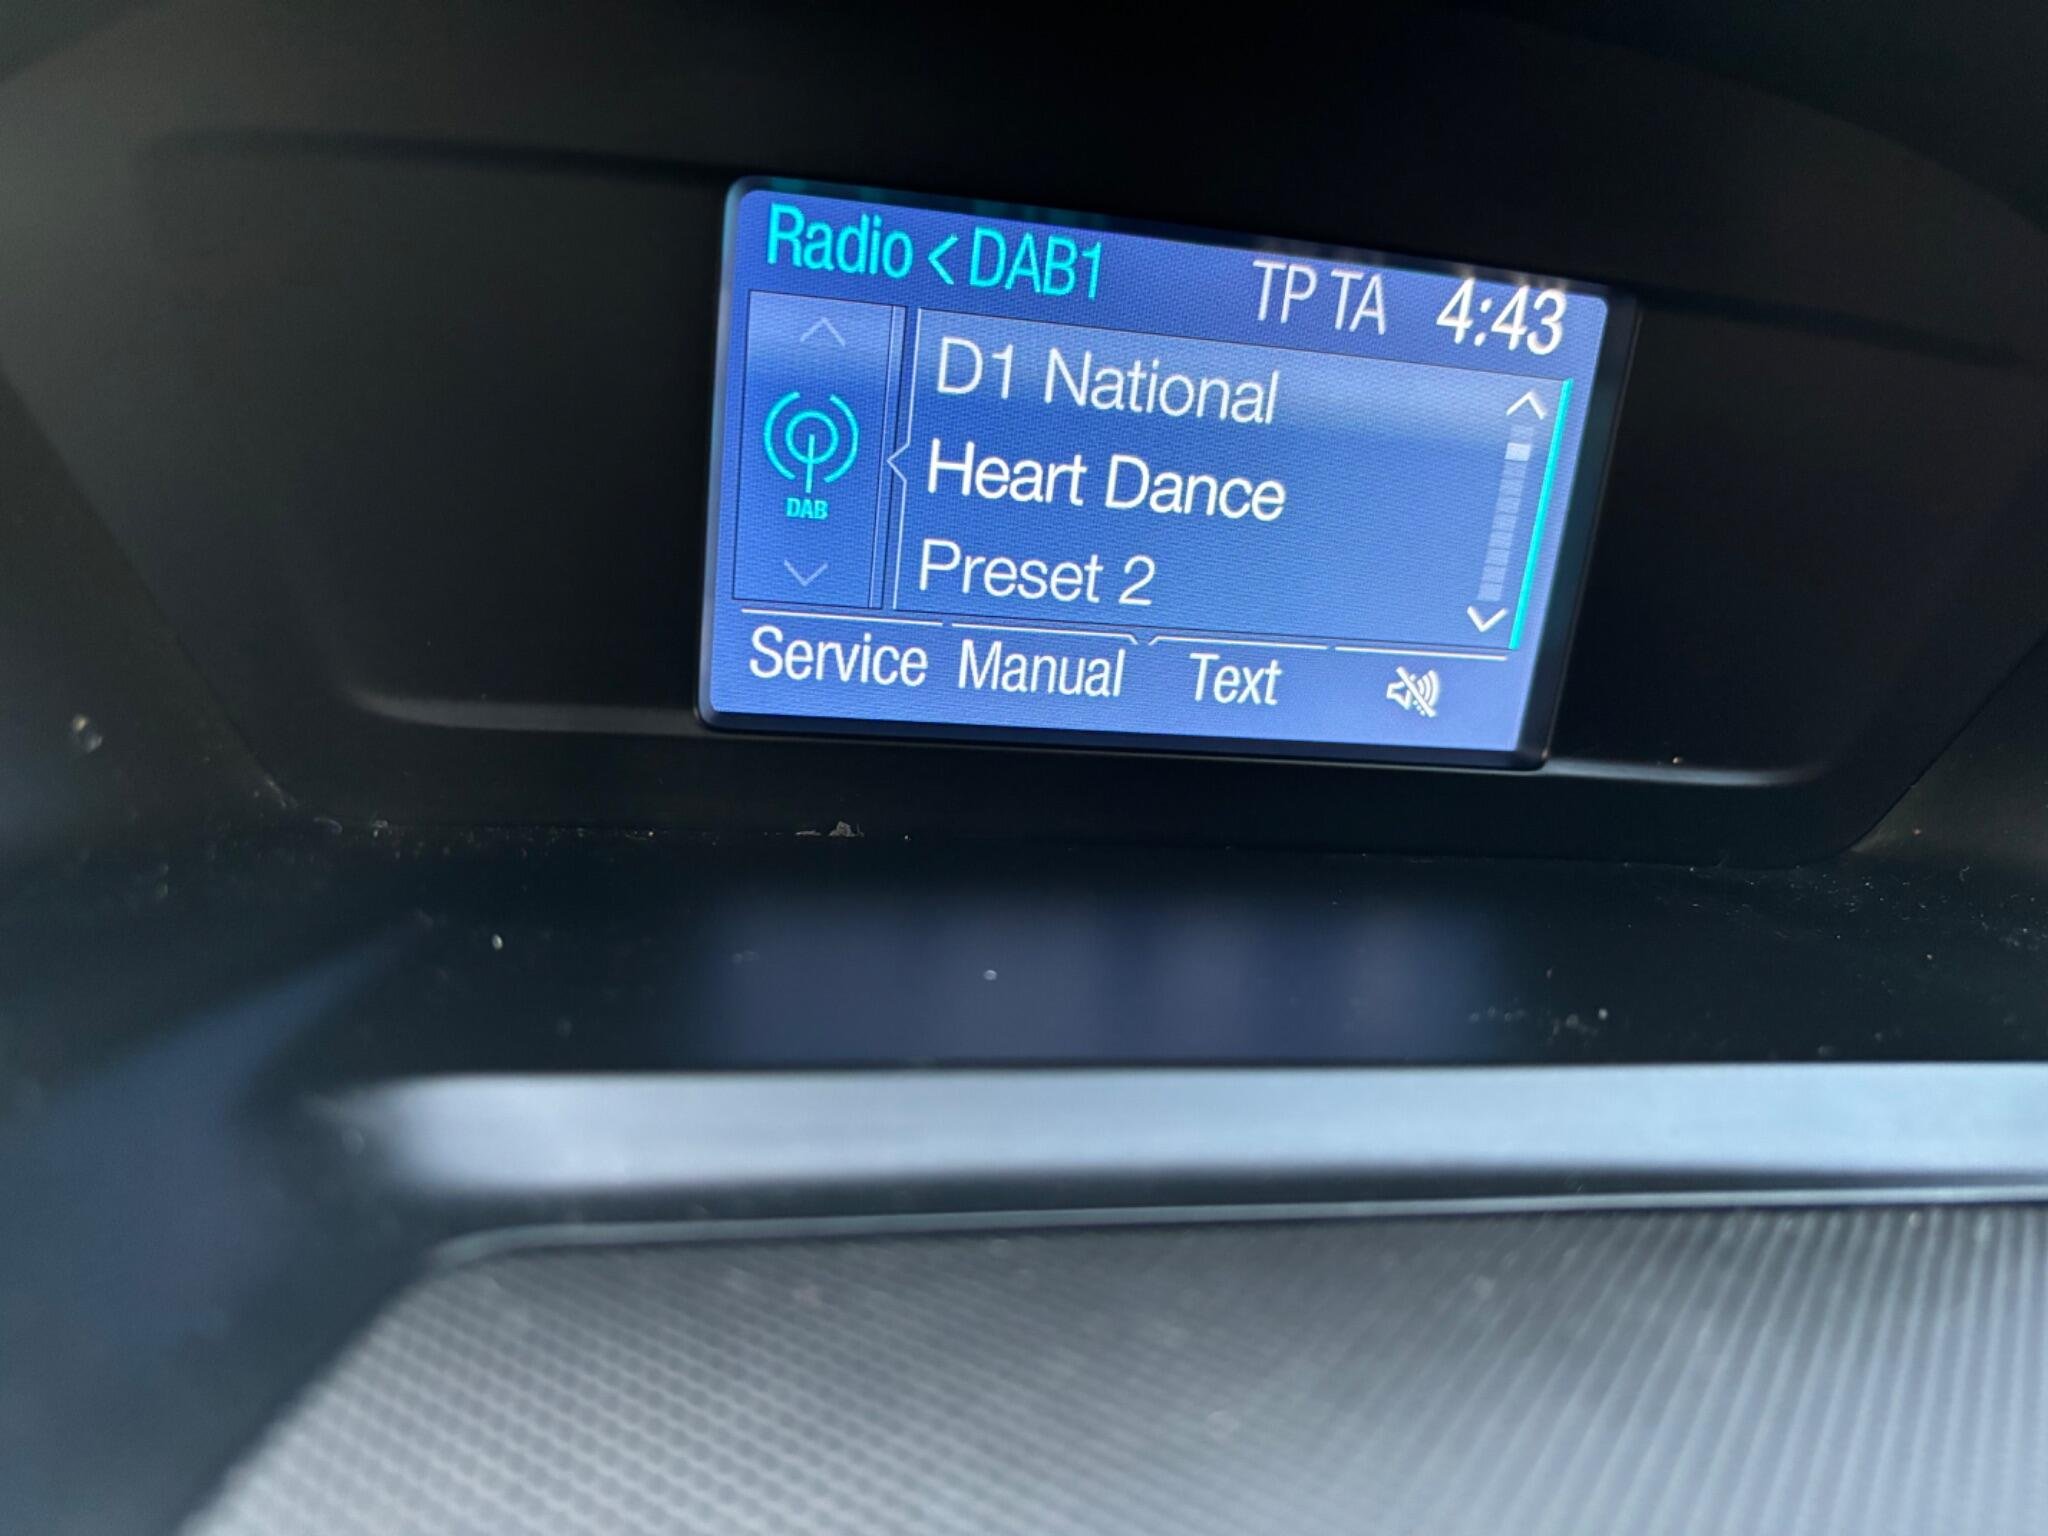 Radio < DAB1 TP TA 4:43
D1 National
Heart Dance
DAB
Preset 2
Service Manual Text